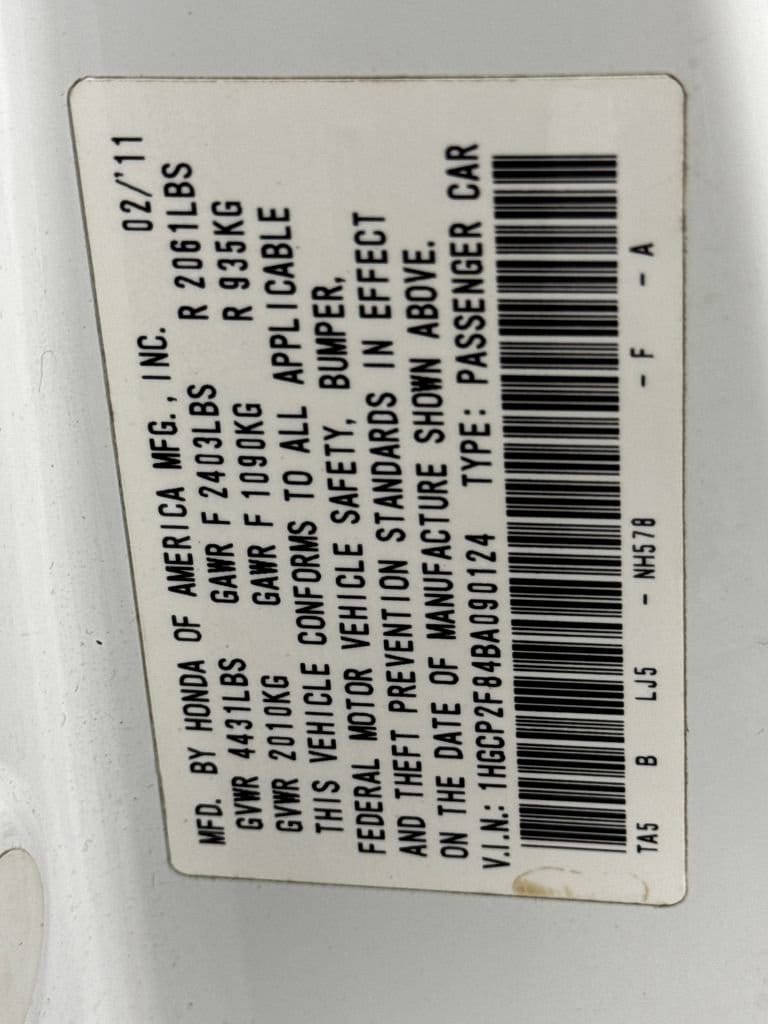 MFD. BY HONDA OF AMERICA MFG., INC. 02/'11
GVWR 4431LBS GAWR F 2403LBS R 2061LBS
GVWR 2010KG GAWR F 1090KG R 935KG
THIS VEHICLE CONFORMS TO ALL APPLICABLE
FEDERAL MOTOR VEHICLE SAFETY, BUMPER,
AND THEFT PREVENTION STANDARDS IN EFFECT
ON THE DATE OF MANUFACTURE SHOWN ABOVE.
V.I.N.: 1HGCP2F84BA090124 TYPE: PASSENGER CAR
TA5 B LJ5 - NH578 - F - A